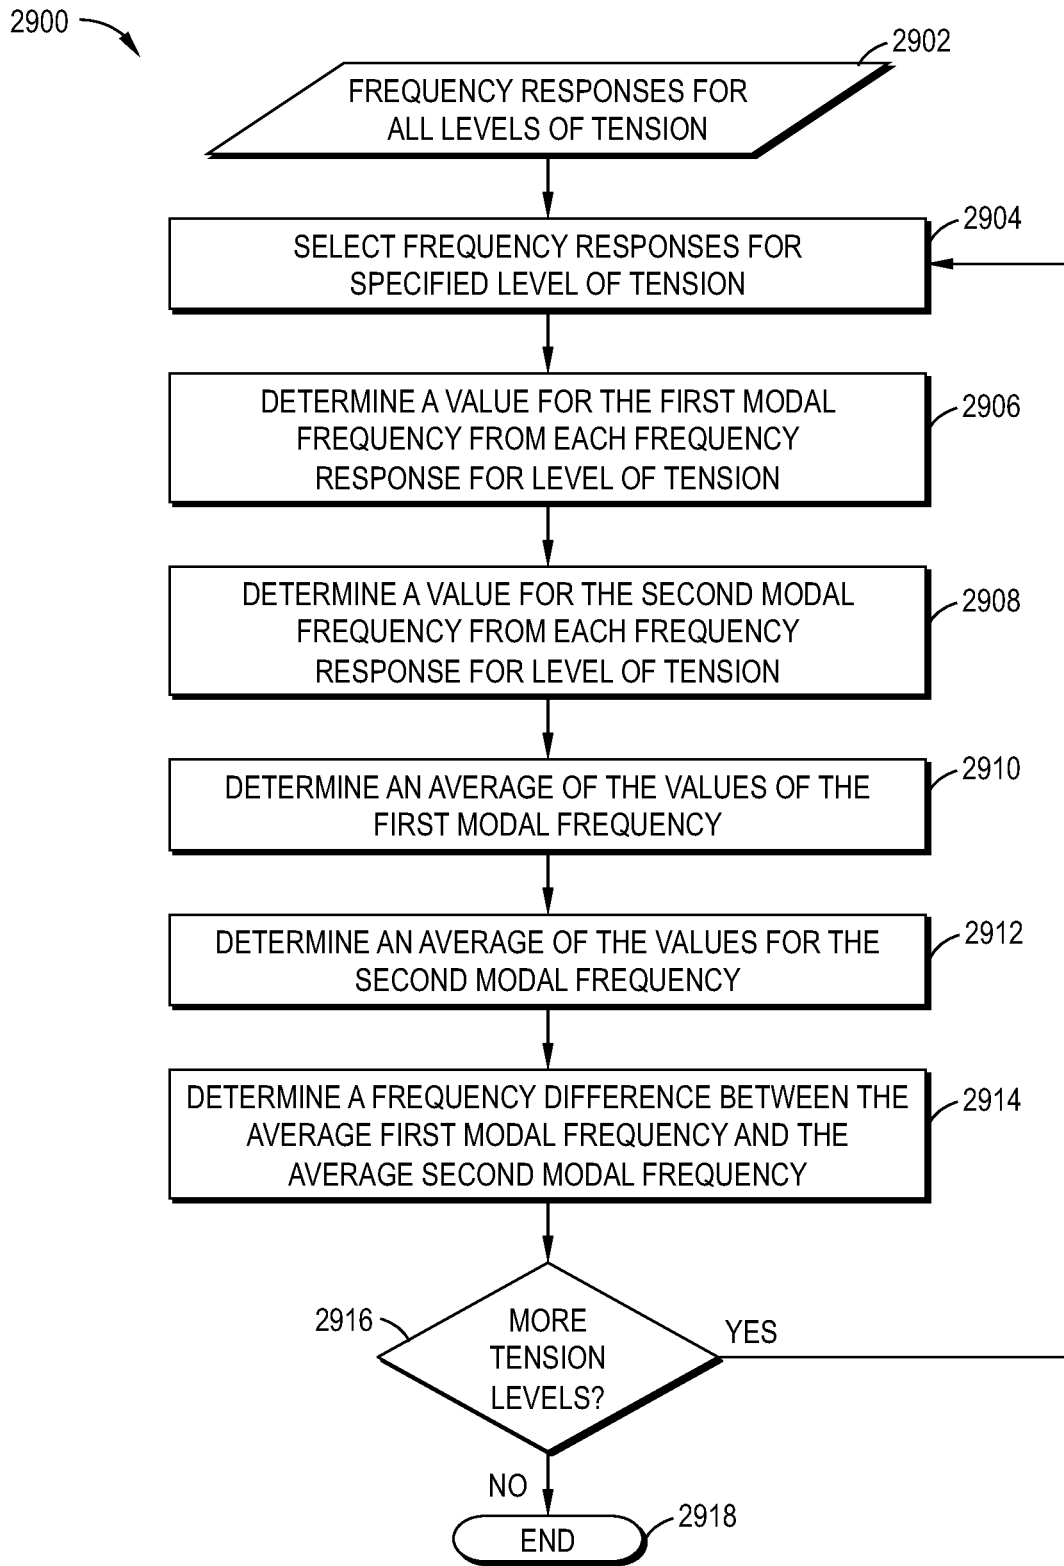 2900
2902
FREQUENCY RESPONSES FOR
ALL LEVELS OF TENSION
2904
SELECT FREQUENCY RESPONSES FOR
SPECIFIED LEVEL OF TENSION
DETERMINE A VALUE FOR THE FIRST MODAL
FREQUENCY FROM EACH FREQUENCY
RESPONSE FOR LEVEL OF TENSION
2906
DETERMINE A VALUE FOR THE SECOND MODAL
FREQUENCY FROM EACH FREQUENCY
RESPONSE FOR LEVEL OF TENSION
2908
2910
DETERMINE AN AVERAGE OF THE VALUES OF THE
FIRST MODAL FREQUENCY
2912
DETERMINE AN AVERAGE OF THE VALUES FOR THE
SECOND MODAL FREQUENCY
DETERMINE A FREQUENCY DIFFERENCE BETWEEN THE
AVERAGE FIRST MODAL FREQUENCY AND THE
AVERAGE SECOND MODAL FREQUENCY
2914
2916
MORE
TENSION
LEVELS?
YES
NO
END
2918